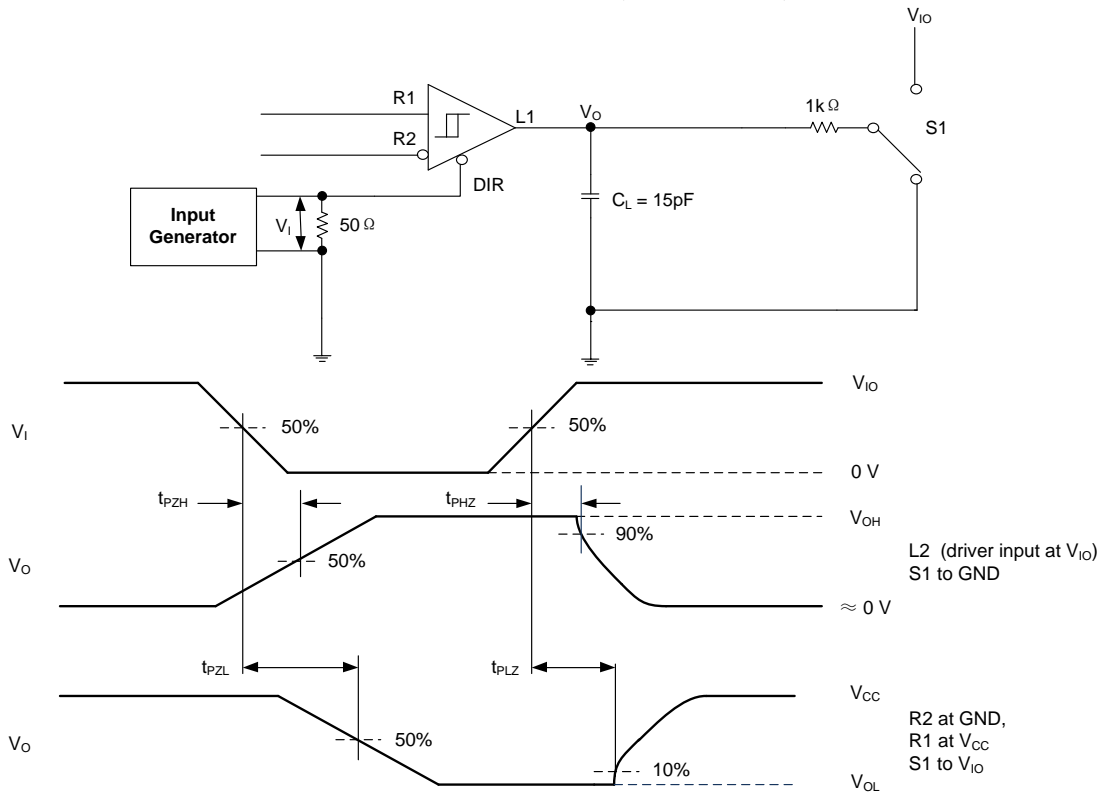 V_IO
R1
1kΩ
L1
V_O
S1
R2
DIR
C_L = 15pF
Input
Generator
V_I
50 Ω
V_IO
V_I
50%
50%
0 V
t_PZH
t_PHZ
V_OH
90%
V_O
50%
L2 (driver input at V_IO)
S1 to GND
≈ 0 V
t_PZL
t_PLZ
V_CC
V_O
50%
R2 at GND,
R1 at V_CC
S1 to V_IO
10%
V_OL